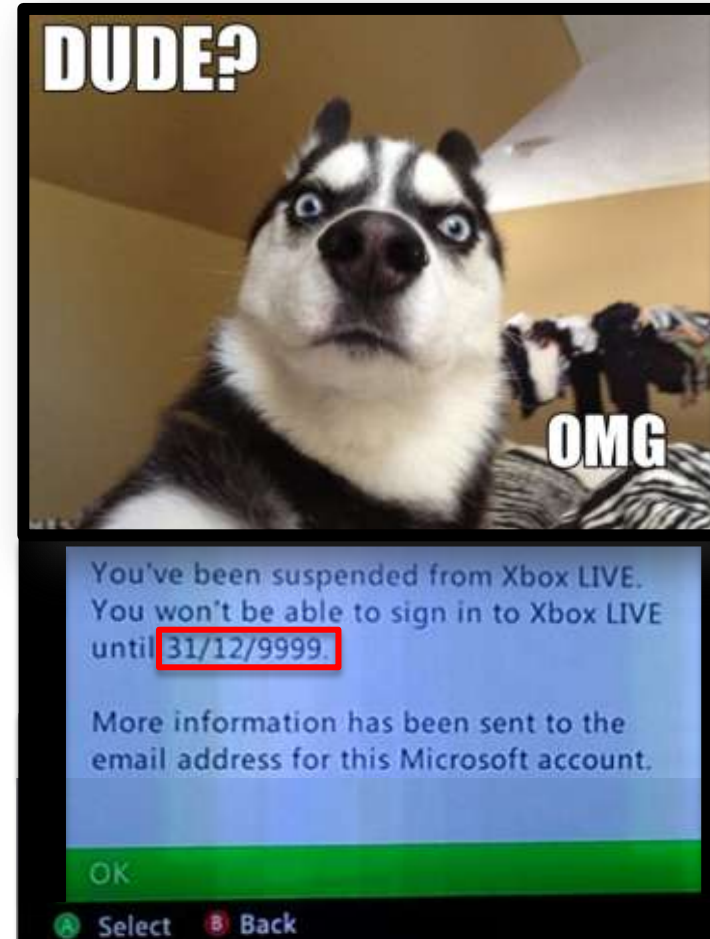 DUDE?
OMG
You've been suspended from Xbox LIVE.
You won't be able to sign in to Xbox LIVE
until 31/12/9999.
More information has been sent to the
email address for this Microsoft account.
OK
A Select B Back